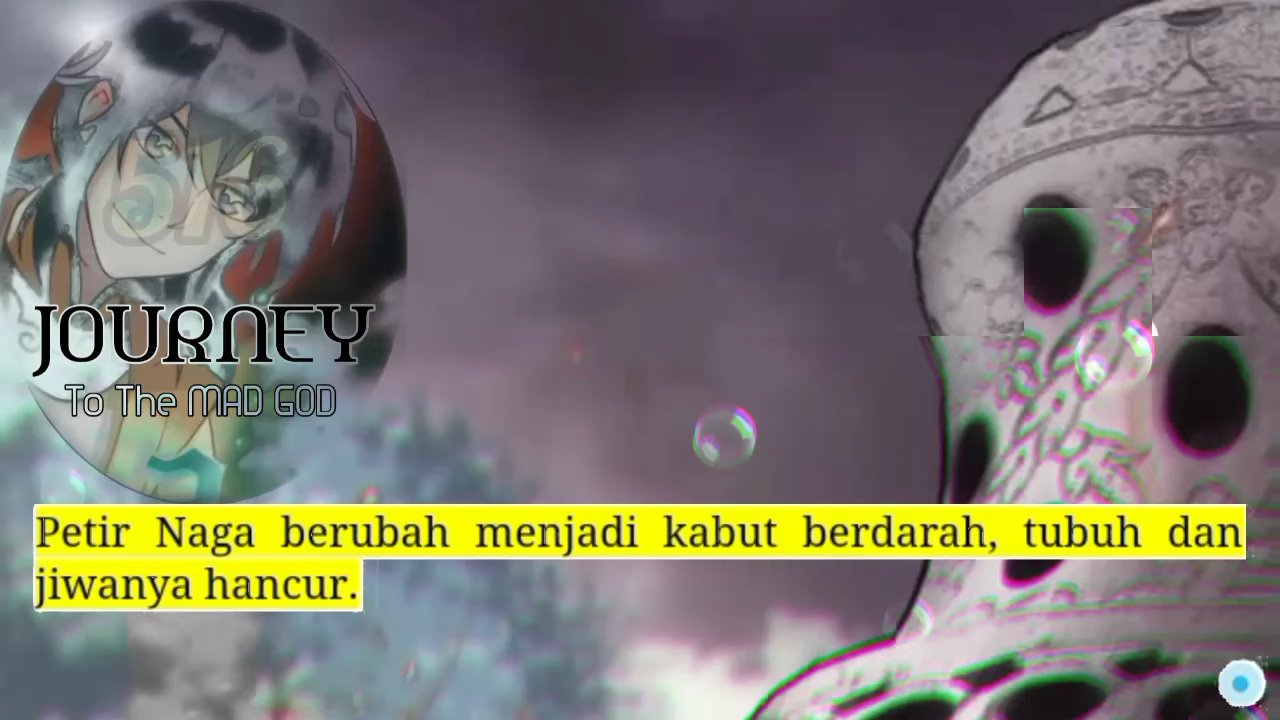 JOURNEY
To The MAD GOD
Petir Naga berubah menjadi kabut berdarah, tubuh dan
jiwanya hancur.